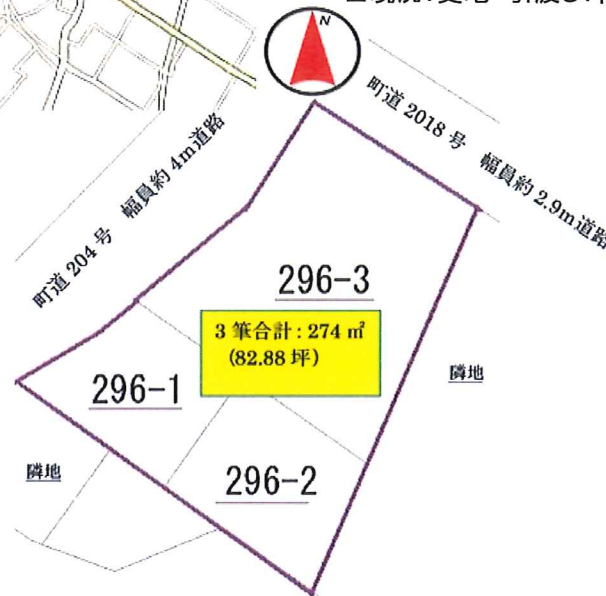 N
町道 2018 号 幅員約 2.9m道路
町道 204 号 幅員約 4m道路
296-3
3 筆合計 : 274 ㎡
(82.88 坪)
隣地
296-1
隣地
296-2